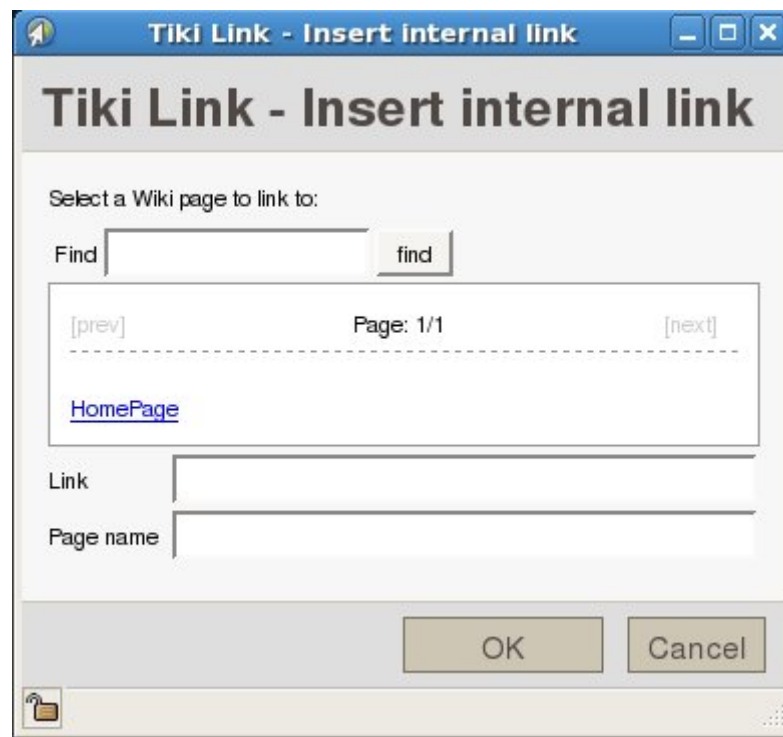 Tiki Link - Insert internal link
Tiki Link - Insert internal link
Select a Wiki page to link to:
Find find
[prev] Page: 1/1 [next]
HomePage
Link
Page name
OK Cancel